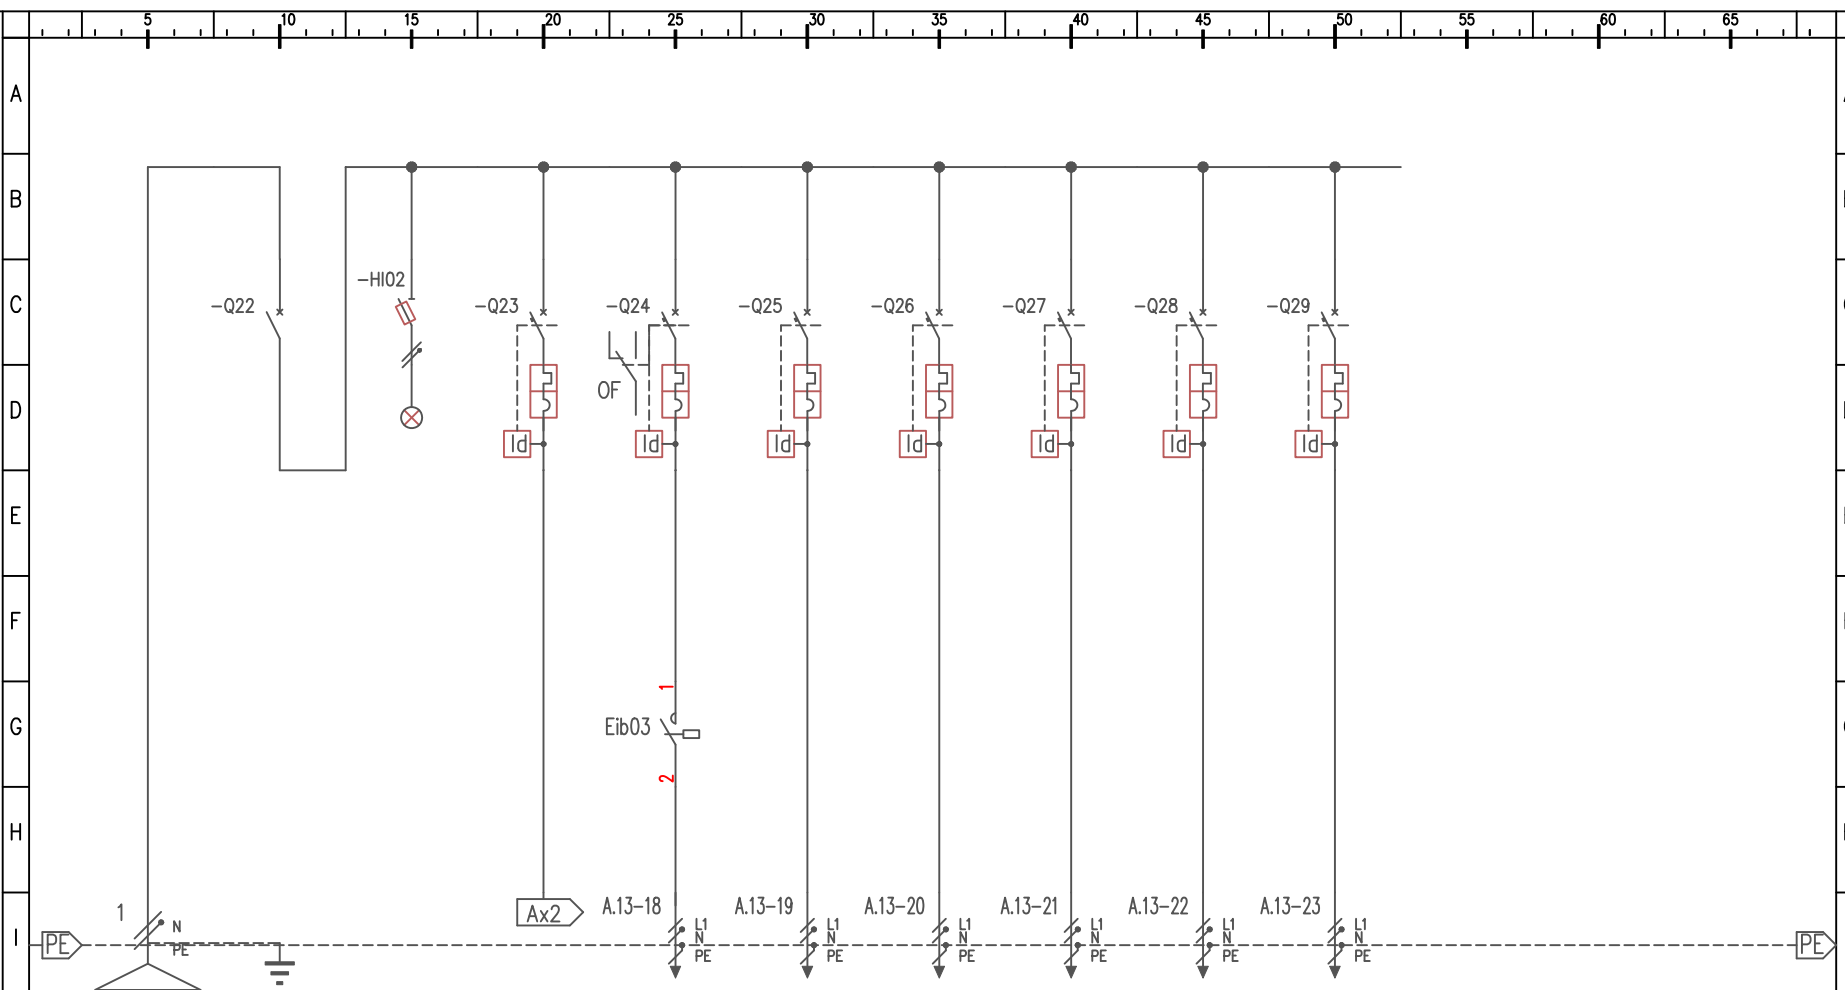 5 10 15 20 25 30 35 40 45 50 55 60 65
A
B
C
-HI02
-Q22 -Q23 -Q24 -Q25 -Q26 -Q27 -Q28 -Q29
OF
D
Id Id Id Id Id Id Id
E
F
1
G
Eib03
2
H
1 Ax2 A.13-18 A.13-19 A.13-20 A.13-21 A.13-22 A.13-23
N L1 L1 L1 L1 L1 L1
I N N N N N N
PE PE PE
PE PE PE PE PE PE